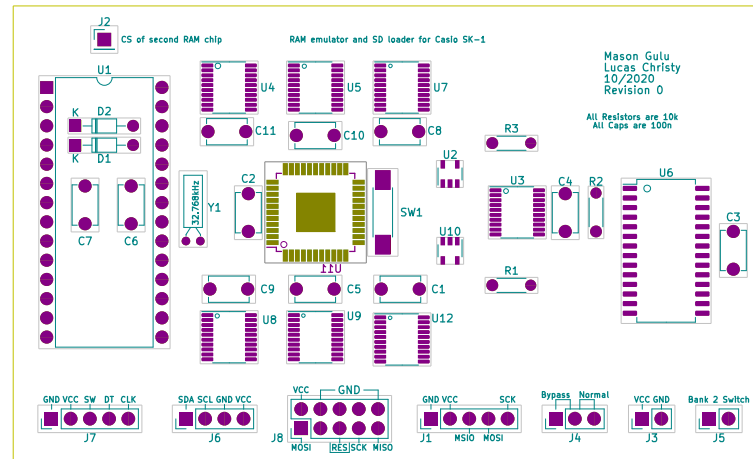 J2
CS of second RAM chip
RAM emulator and SD loader for Casio SK-1
Mason Gulu
Lucas Christy
10/2020
Revision 0
All Resistors are 10k
All Caps are 100n
U1
U4
U5
U7
K
D2
K
D1
C11
C10
C8
R3
U2
C7
C6
32.768kHz
Y1
C2
SW1
U3
C4
R2
U6
C3
U10
U11
R1
C9
C5
C1
U8
U9
U12
GND VCC SW DT CLK
J7
SDA SCL GND VCC
J6
VCC
GND
J8
MOSI
RES
SCK
MISO
GND VCC
SCK
J1
MSIO
MOSI
Bypass
Normal
J4
VCC GND
J3
Bank 2 Switch
J5